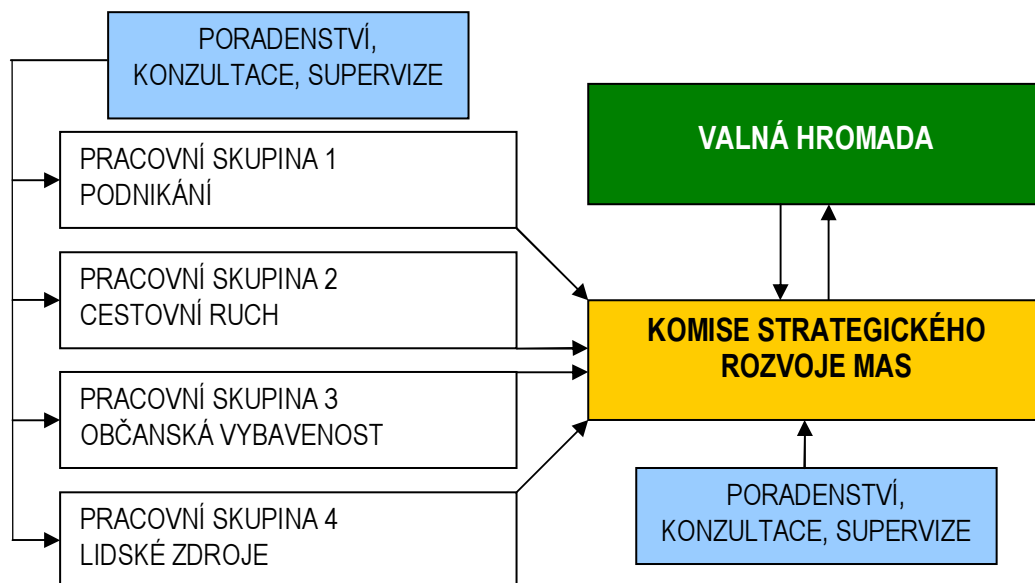 PORADENSTVÍ,
KONZULTACE, SUPERVIZE
PRACOVNÍ SKUPINA 1
PODNIKÁNÍ
PRACOVNÍ SKUPINA 2
CESTOVNÍ RUCH
PRACOVNÍ SKUPINA 3
OBČANSKÁ VYBAVENOST
PRACOVNÍ SKUPINA 4
LIDSKÉ ZDROJE
VALNÁ HROMADA
KOMISE STRATEGICKÉHO
ROZVOJE MAS
PORADENSTVÍ,
KONZULTACE, SUPERVIZE